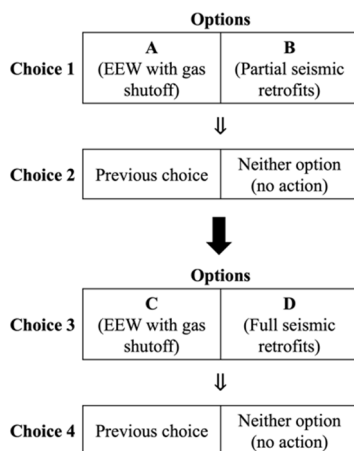 Options
A
B
Choice 1
(EEW with gas
(Partial seismic
shutoff)
retrofits)
⇓
Choice 2
Previous choice
Neither option
(no action)
Options
C
D
Choice 3
(EEW with gas
(Full seismic
shutoff)
retrofits)
⇓
Choice 4
Previous choice
Neither option
(no action)